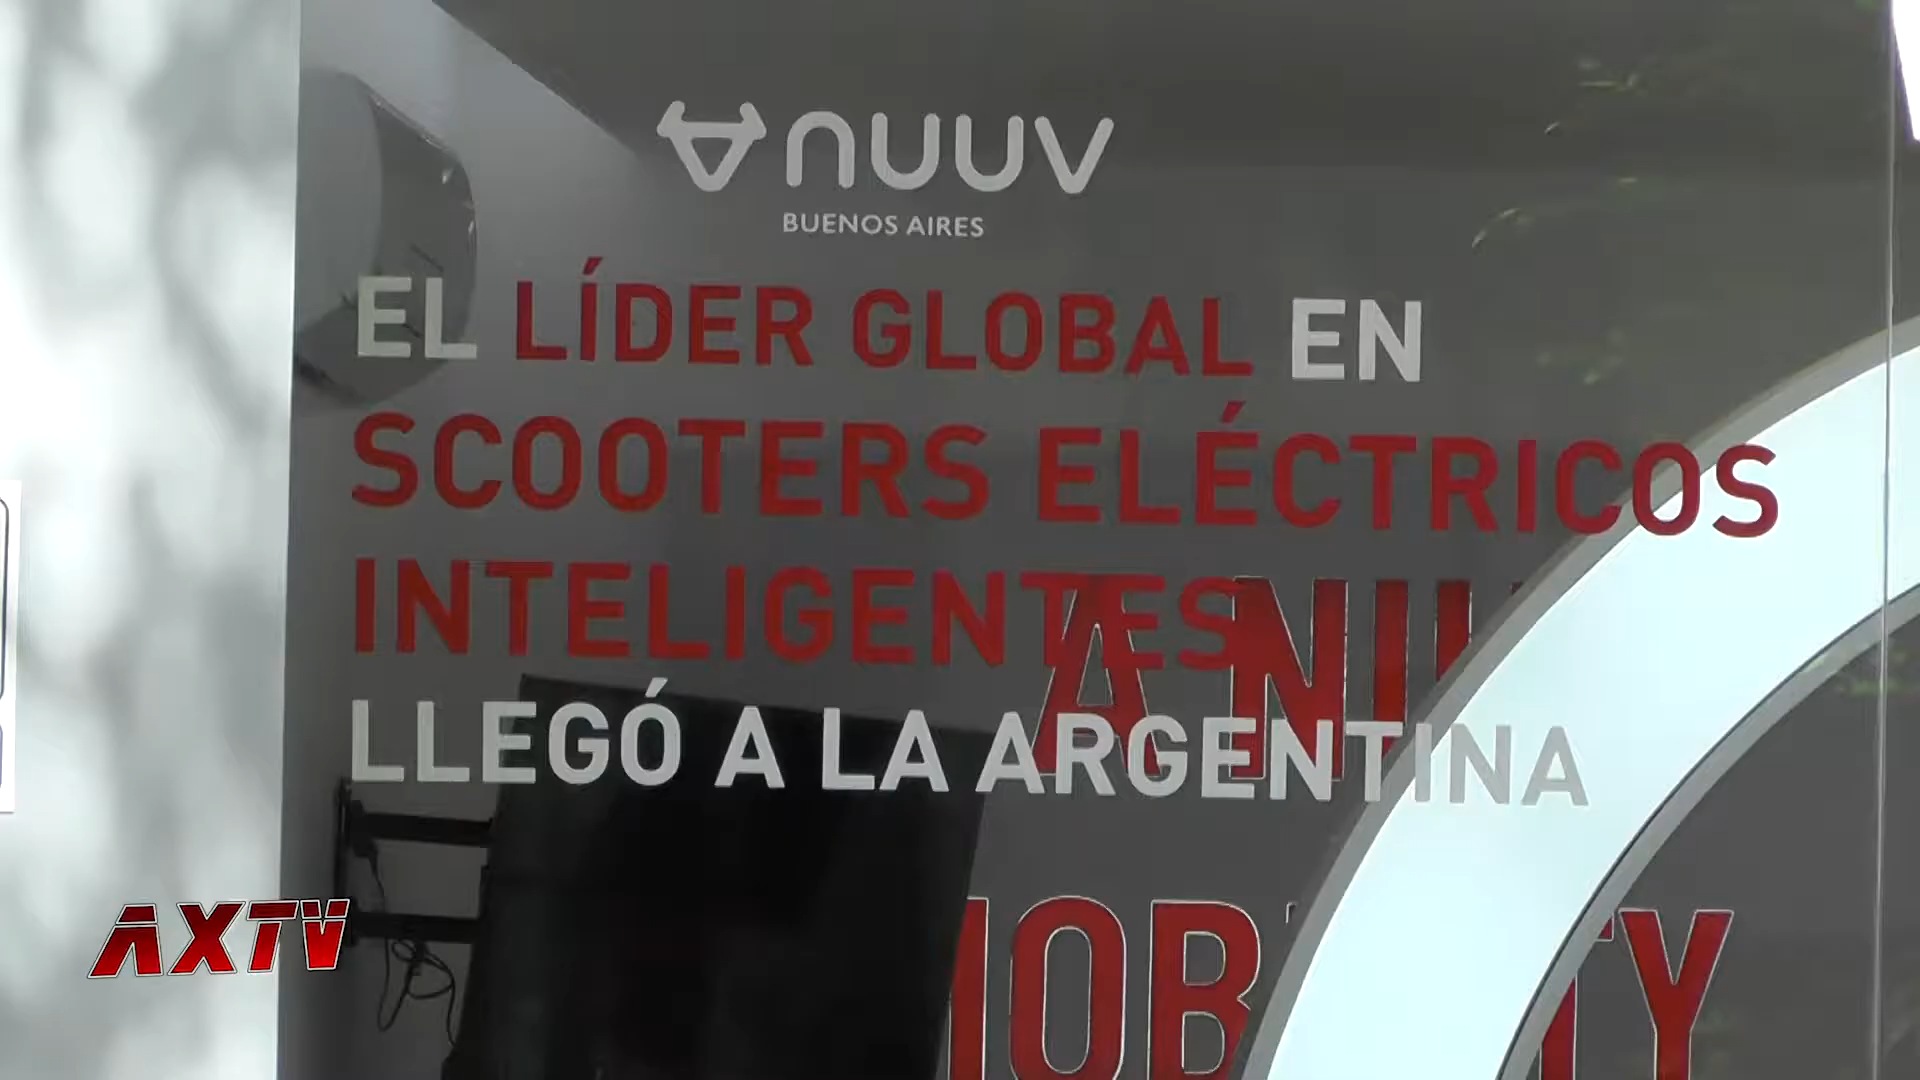 nuuv
BUENOS AIRES
EL LÍDER GLOBAL EN
SCOOTERS ELÉCTRICOS
INTELIGENTES
LLEGÓ A LA ARGENTINA
AXTV